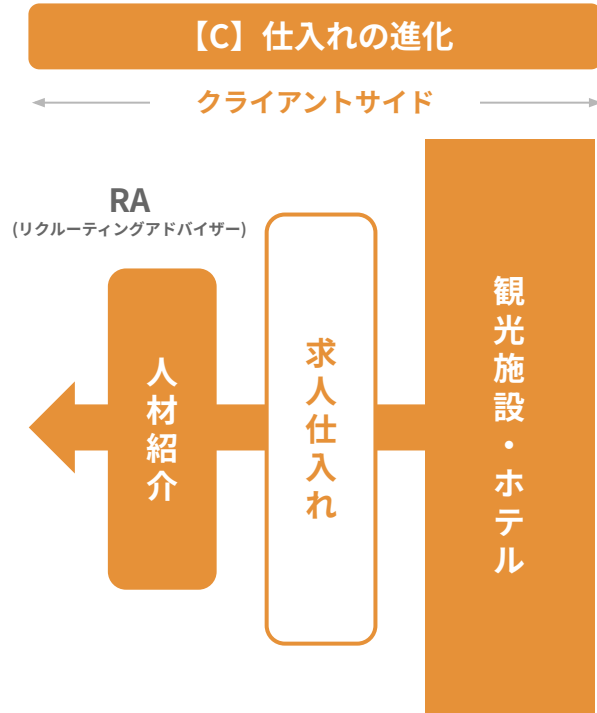 【C】仕入れの進化
クライアントサイド
RA
(リクルーティングアドバイザー)
人材紹介
求人仕入れ
観光施設・ホテル